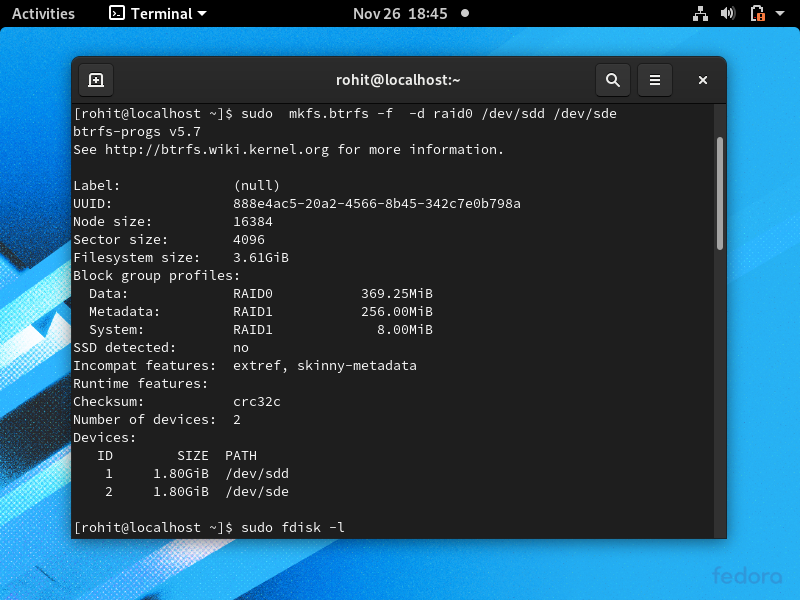 Activities Terminal Nov 26 18:45
rohit@localhost:~
[rohit@localhost ~]$ sudo  mkfs.btrfs -f  -d raid0 /dev/sdd /dev/sde
btrfs-progs v5.7
See http://btrfs.wiki.kernel.org for more information.
Label:              (null)
UUID:               888e4ac5-20a2-4566-8b45-342c7e0b798a
Node size:          16384
Sector size:        4096
Filesystem size:    3.61GiB
Block group profiles:
  Data:             RAID0           369.25MiB
  Metadata:         RAID1           256.00MiB
  System:           RAID1             8.00MiB
SSD detected:       no
Incompat features:  extref, skinny-metadata
Runtime features:
Checksum:           crc32c
Number of devices:  2
Devices:
   ID        SIZE  PATH
    1     1.80GiB  /dev/sdd
    2     1.80GiB  /dev/sde
[rohit@localhost ~]$ sudo fdisk -l
fedora